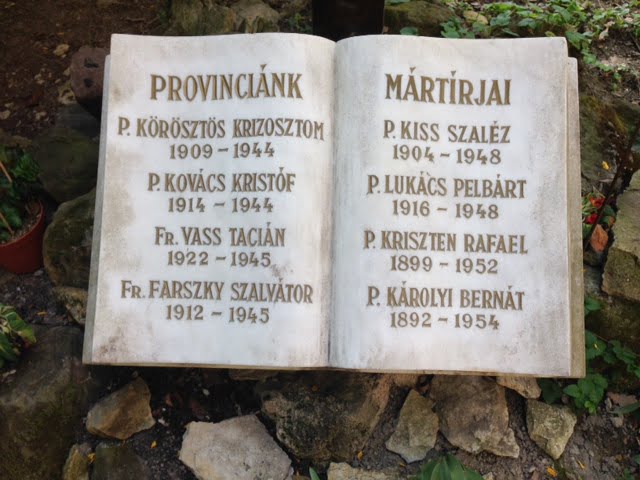 PROVINCIÁNK
P. KÖRÖSZTÖS KRIZOSZTOM
1909 - 1944
P. KOVÁCS KRISTÓF
1914 - 1944
FR. VASS TACIÁN
1922 - 1945
FR. FARSZKY SZALVÁTOR
1912 - 1945
MÁRTÍRJAI
P. KISS SZALÉZ
1904 - 1948
P. LUKÁCS PELBÁRT
1916 - 1948
P. KRISZTEN RAFAEL
1899 - 1952
P. KÁROLYI BERNÁT
1892 - 1954